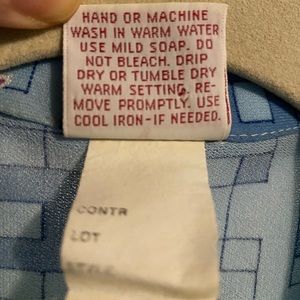 HAND OR MACHINE
WASH IN WARM WATER
USE MILD SOAP. DO
NOT BLEACH. DRIP
DRY OR TUMBLE DRY
WARM SETTING. RE-
MOVE PROMPTLY. USE
COOL IRON-IF NEEDED.
CONTR
LOT
STYLE